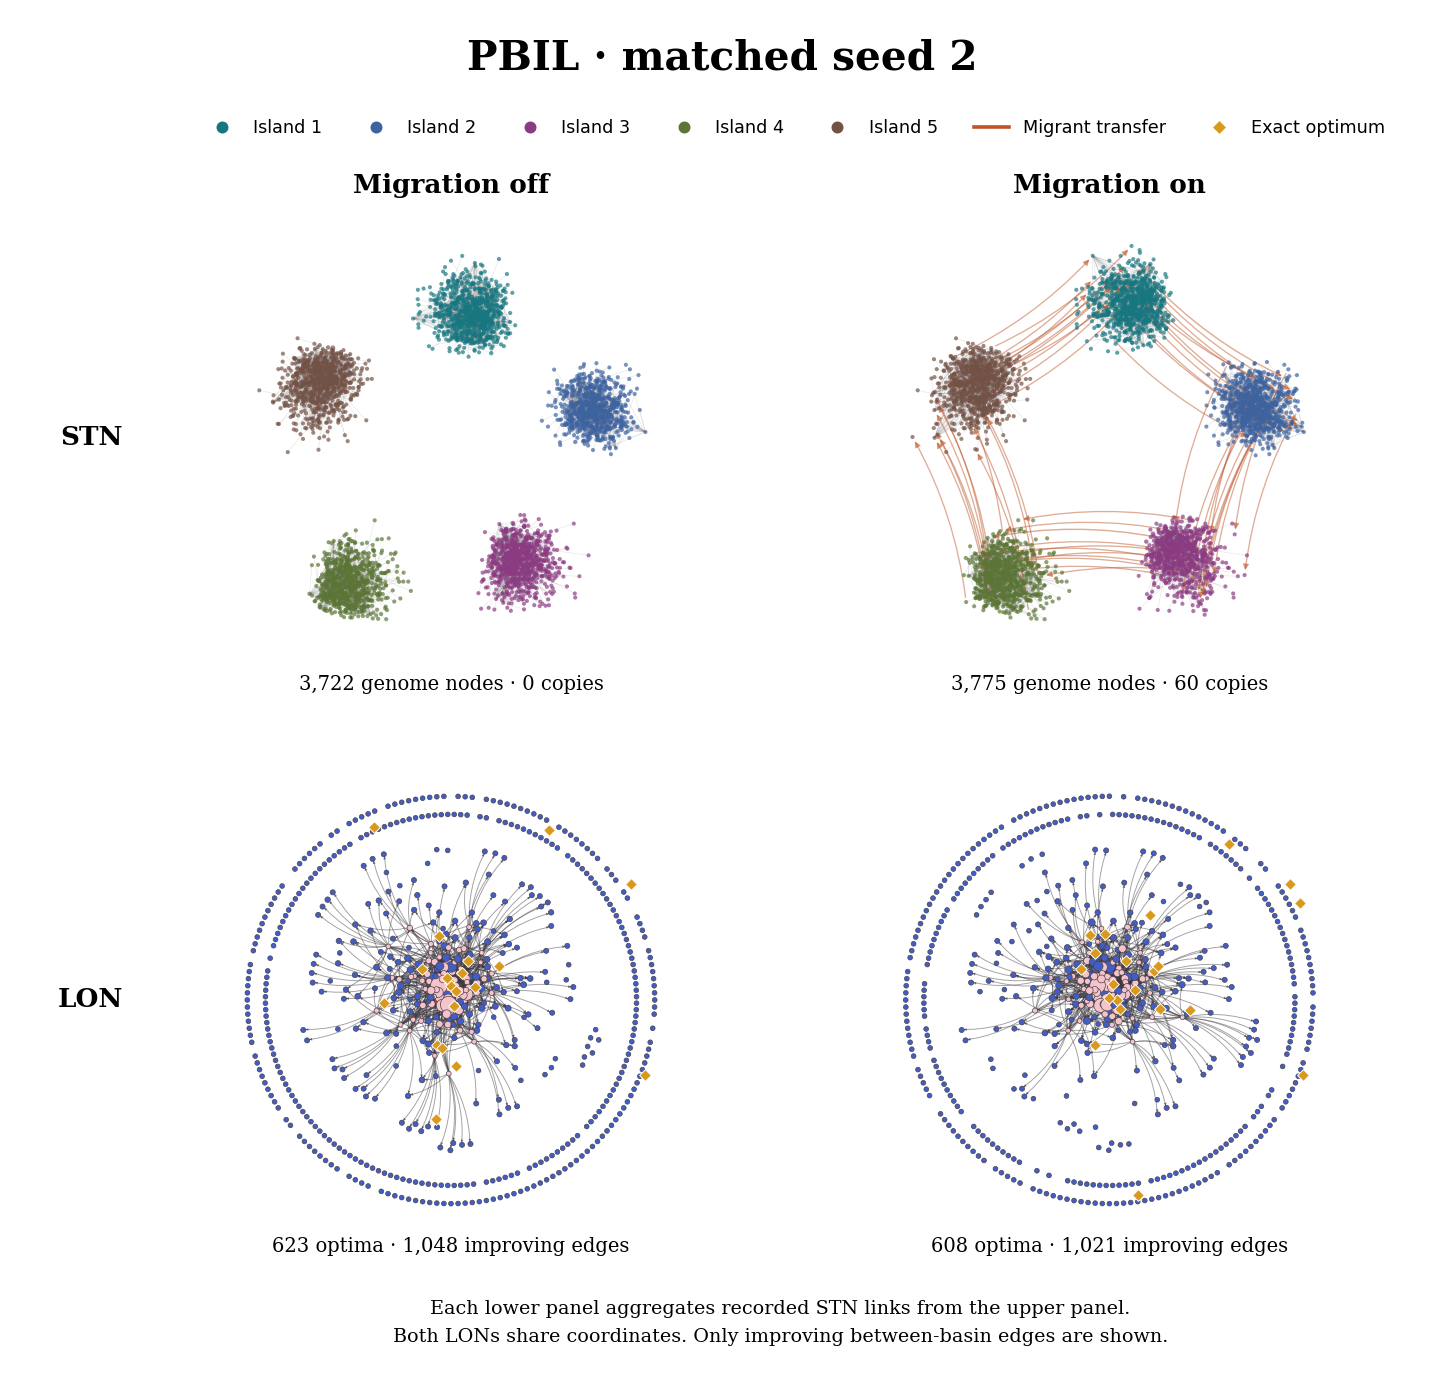 PBIL · matched seed 2
Island 1
Island 2
Island 3
Island 4
Island 5
Migrant transfer
Exact optimum
Migration off
Migration on
STN
3,722 genome nodes · 0 copies
3,775 genome nodes · 60 copies
LON
623 optima · 1,048 improving edges
608 optima · 1,021 improving edges
Each lower panel aggregates recorded STN links from the upper panel.
Both LONs share coordinates. Only improving between-basin edges are shown.